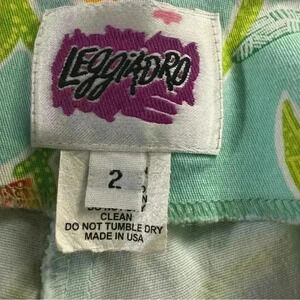 LEGGIADRO
2
CLEAN
DO NOT TUMBLE DRY
MADE IN USA